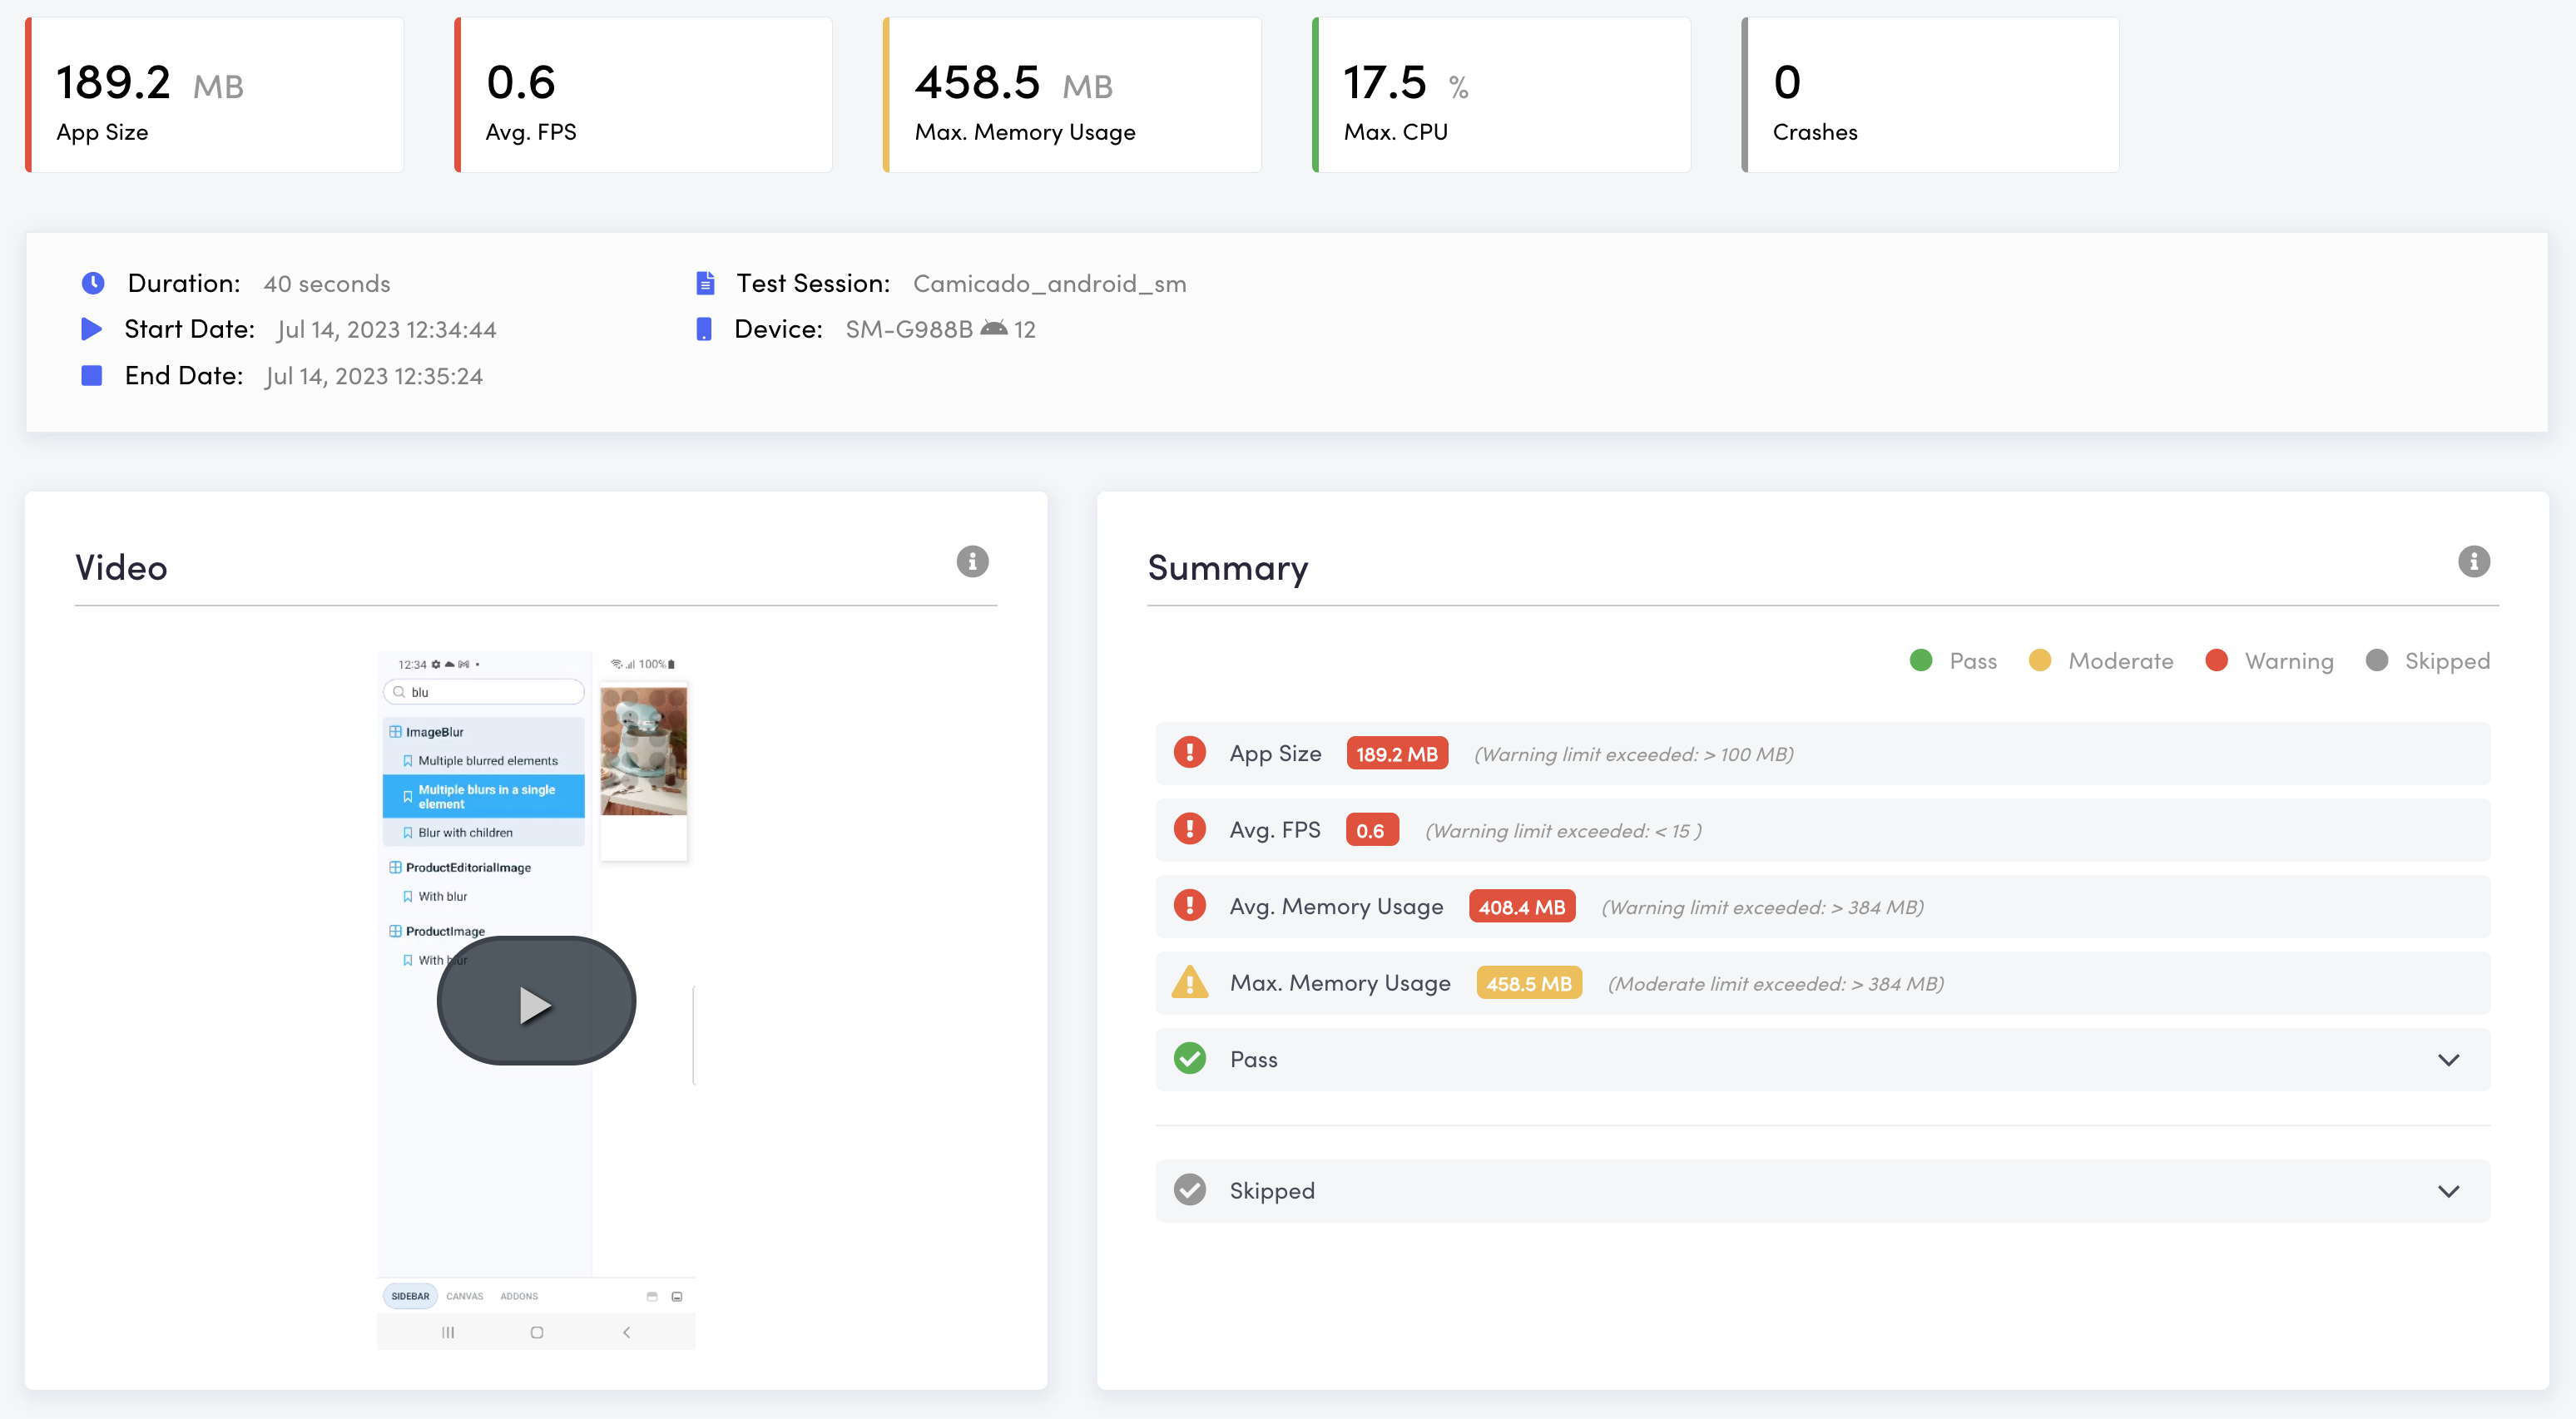 189.2 MB
App Size
0.6
Avg. FPS
458.5 MB
Max. Memory Usage
17.5 %
Max. CPU
0
Crashes
Duration: 40 seconds
Start Date: Jul 14, 2023 12:34:44
End Date: Jul 14, 2023 12:35:24
Test Session: Camicado_android_sm
Device: SM-G988B 12
Video
12:34
100%
blu
ImageBlur
Multiple blurred elements
Multiple blurs in a single
element
Blur with children
ProductEditorialImage
With blur
ProductImage
With blur
SIDEBAR CANVAS ADDONS
Summary
Pass Moderate Warning Skipped
App Size 189.2 MB (Warning limit exceeded: > 100 MB)
Avg. FPS 0.6 (Warning limit exceeded: < 15 )
Avg. Memory Usage 408.4 MB (Warning limit exceeded: > 384 MB)
Max. Memory Usage 458.5 MB (Moderate limit exceeded: > 384 MB)
Pass
Skipped